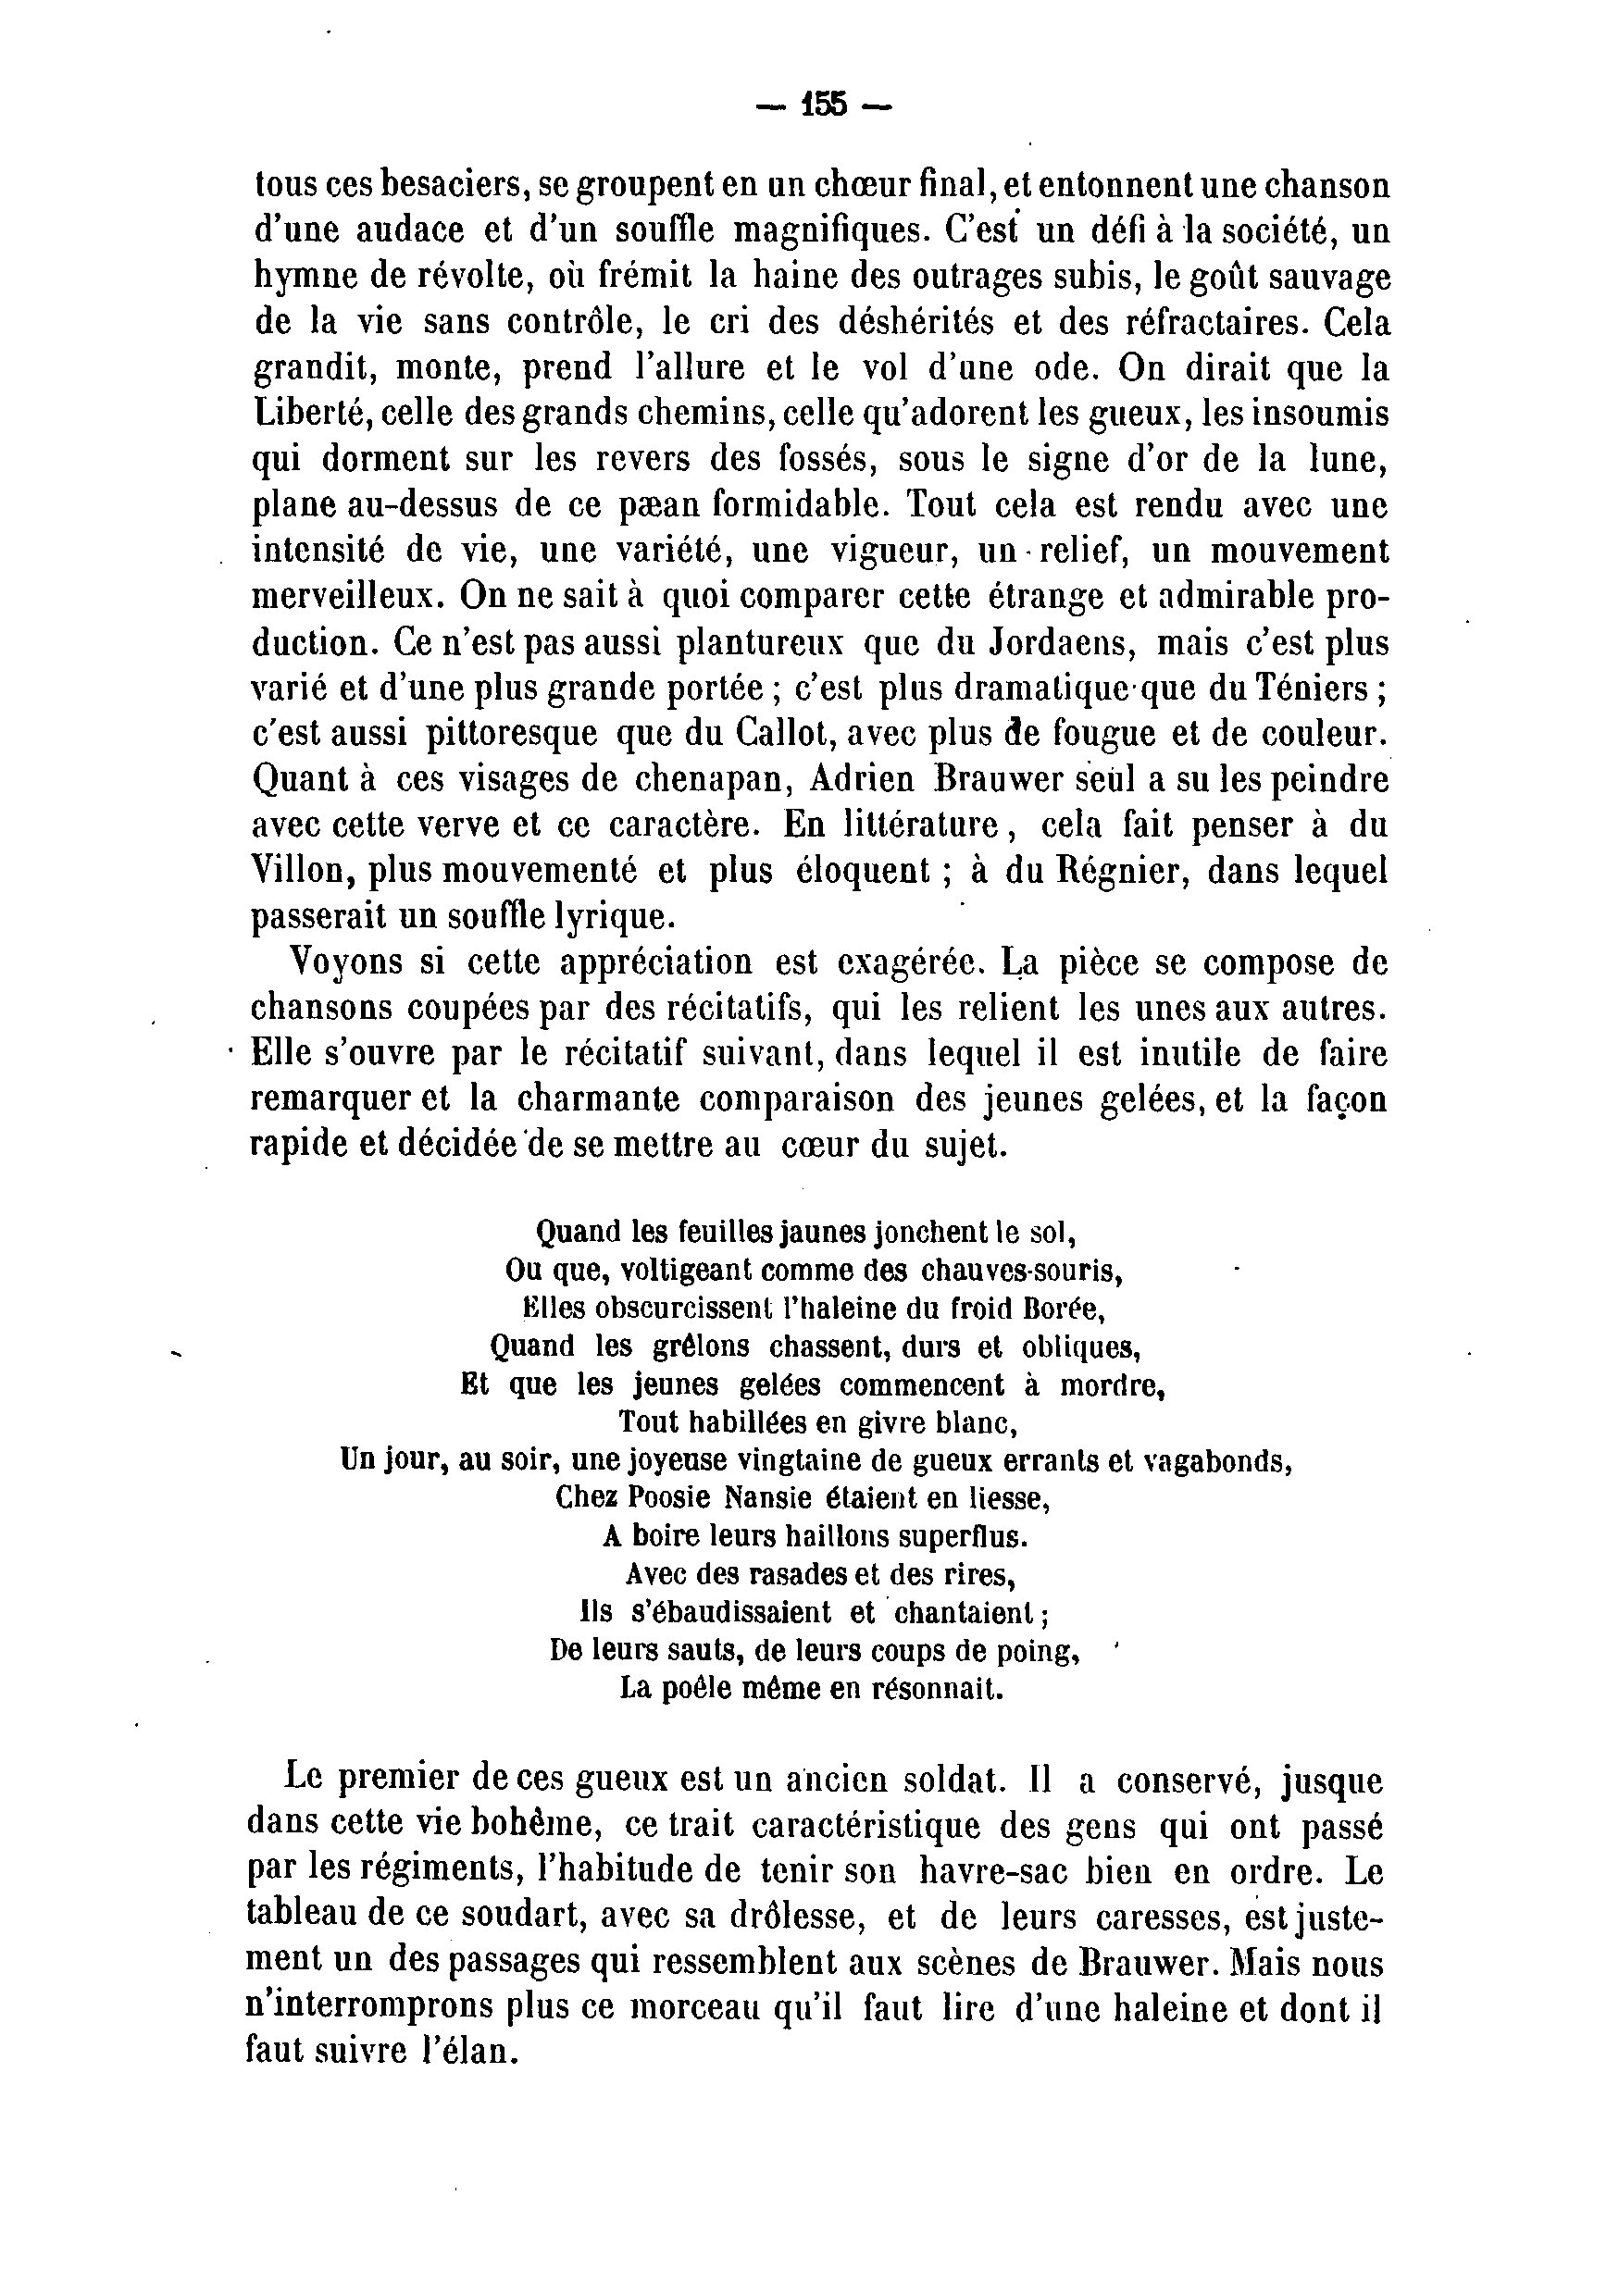 — 155 —
tous ces besaciers, se groupent en un chœur final, et entonnent une chanson
d'une audace et d'un souffle magnifiques. C'est un défi à la société, un
hymne de révolte, où frémit la haine des outrages subis, le goût sauvage
de la vie sans contrôle, le cri des déshérités et des réfractaires. Cela
grandit, monte, prend l'allure et le vol d'une ode. On dirait que la
Liberté, celle des grands chemins, celle qu'adorent les gueux, les insoumis
qui dorment sur les revers des fossés, sous le signe d'or de la lune,
plane au-dessus de ce pæan formidable. Tout cela est rendu avec une
intensité de vie, une variété, une vigueur, un relief, un mouvement
merveilleux. On ne sait à quoi comparer cette étrange et admirable pro-
duction. Ce n'est pas aussi plantureux que du Jordaens, mais c'est plus
varié et d'une plus grande portée ; c'est plus dramatique que du Téniers ;
c'est aussi pittoresque que du Callot, avec plus de fougue et de couleur.
Quant à ces visages de chenapan, Adrien Brauwer seul a su les peindre
avec cette verve et ce caractère. En littérature, cela fait penser à du
Villon, plus mouvementé et plus éloquent ; à du Régnier, dans lequel
passerait un souffle lyrique.
Voyons si cette appréciation est exagérée. La pièce se compose de
chansons coupées par des récitatifs, qui les relient les unes aux autres.
Elle s'ouvre par le récitatif suivant, dans lequel il est inutile de faire
remarquer et la charmante comparaison des jeunes gelées, et la façon
rapide et décidée de se mettre au cœur du sujet.
Quand les feuilles jaunes jonchent le sol,
Ou que, voltigeant comme des chauves-souris,
Elles obscurcissent l'haleine du froid Borée,
Quand les grêlons chassent, durs et obliques,
Et que les jeunes gelées commencent à mordre,
Tout habillées en givre blanc,
Un jour, au soir, une joyeuse vingtaine de gueux errants et vagabonds,
Chez Poosie Nansie étaient en liesse,
A boire leurs haillons superflus.
Avec des rasades et des rires,
Ils s'ébaudissaient et chantaient ;
De leurs sauts, de leurs coups de poing,
La poêle même en résonnait.
Le premier de ces gueux est un ancien soldat. Il a conservé, jusque
dans cette vie bohême, ce trait caractéristique des gens qui ont passé
par les régiments, l'habitude de tenir son havre-sac bien en ordre. Le
tableau de ce soudart, avec sa drôlesse, et de leurs caresses, est juste-
ment un des passages qui ressemblent aux scènes de Brauwer. Mais nous
n'interromprons plus ce morceau qu'il faut lire d'une haleine et dont il
faut suivre l'élan.